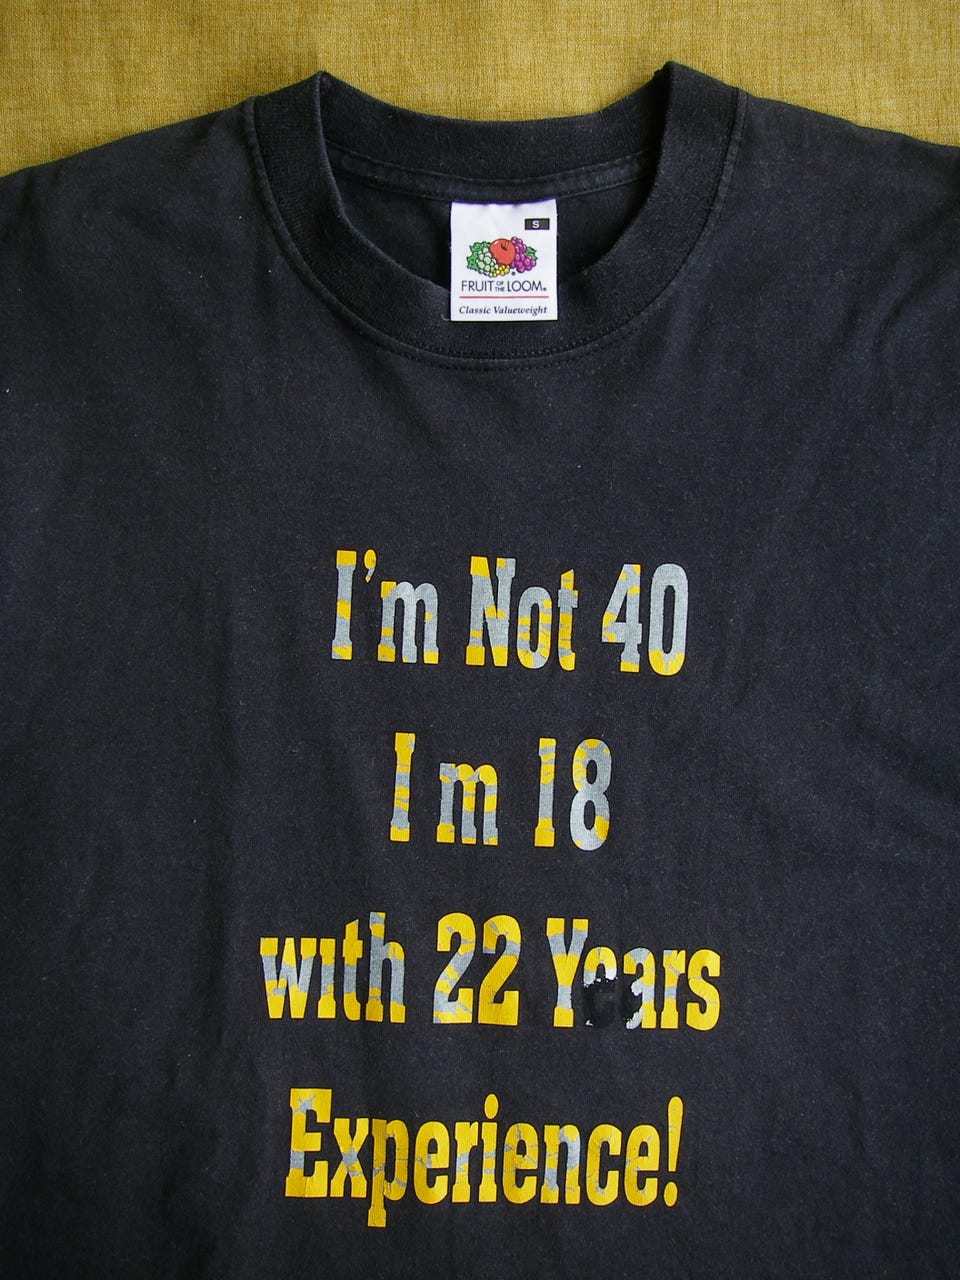 S
FRUIT OF THE LOOM®
Classic Valueweight
I'm Not 40
I m 18
with 22 Years
Experience!